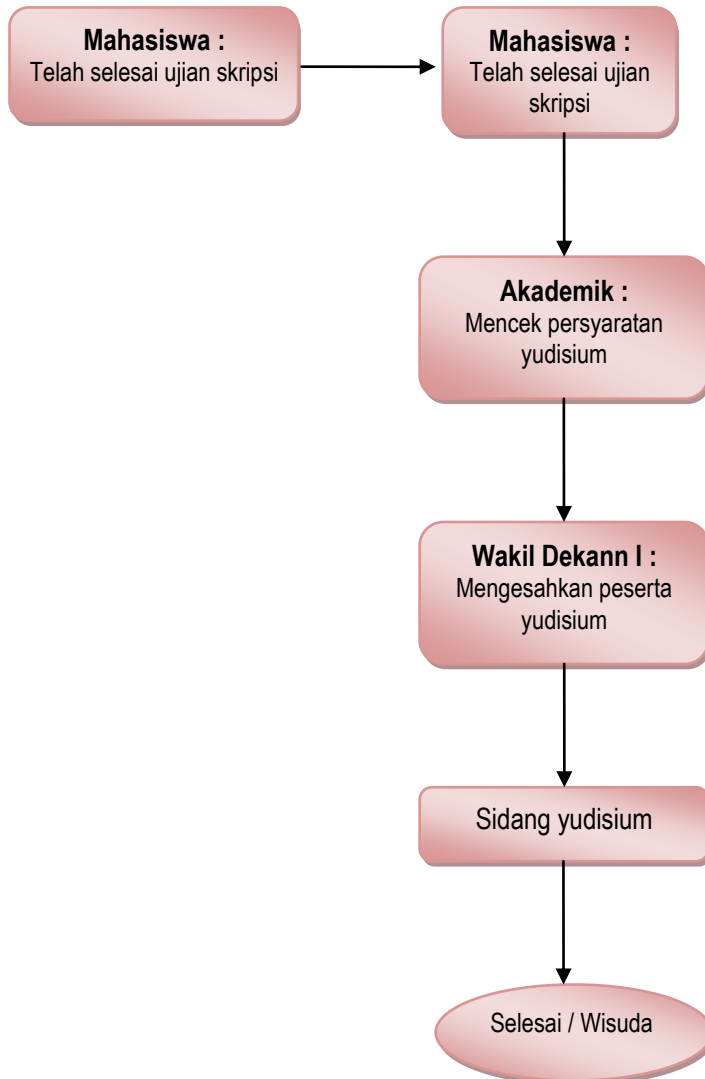 Mahasiswa :
Telah selesai ujian skripsi
Mahasiswa :
Telah selesai ujian
skripsi
Akademik :
Mencek persyaratan
yudisium
Wakil Dekann I :
Mengesahkan peserta
yudisium
Sidang yudisium
Selesai / Wisuda